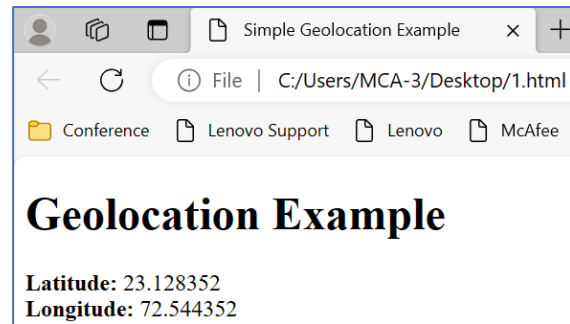 Simple Geolocation Example
File | C:/Users/MCA-3/Desktop/1.html
Conference Lenovo Support Lenovo McAfee
Geolocation Example
Latitude: 23.128352
Longitude: 72.544352